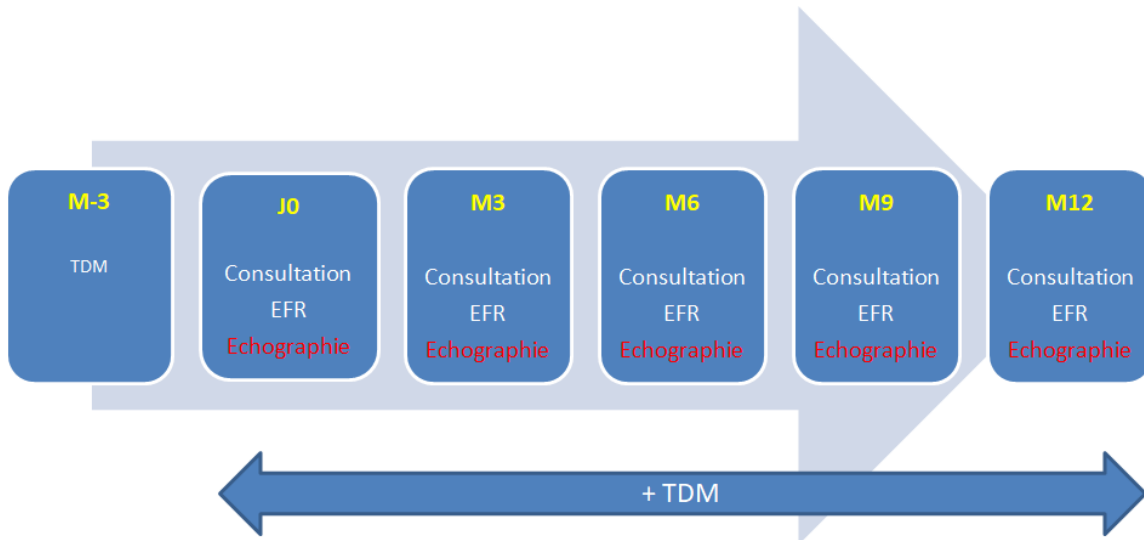 M-3
TDM
J0
Consultation
EFR
Echographie
M3
Consultation
EFR
Echographie
M6
Consultation
EFR
Echographie
M9
Consultation
EFR
Echographie
M12
Consultation
EFR
Echographie
+ TDM